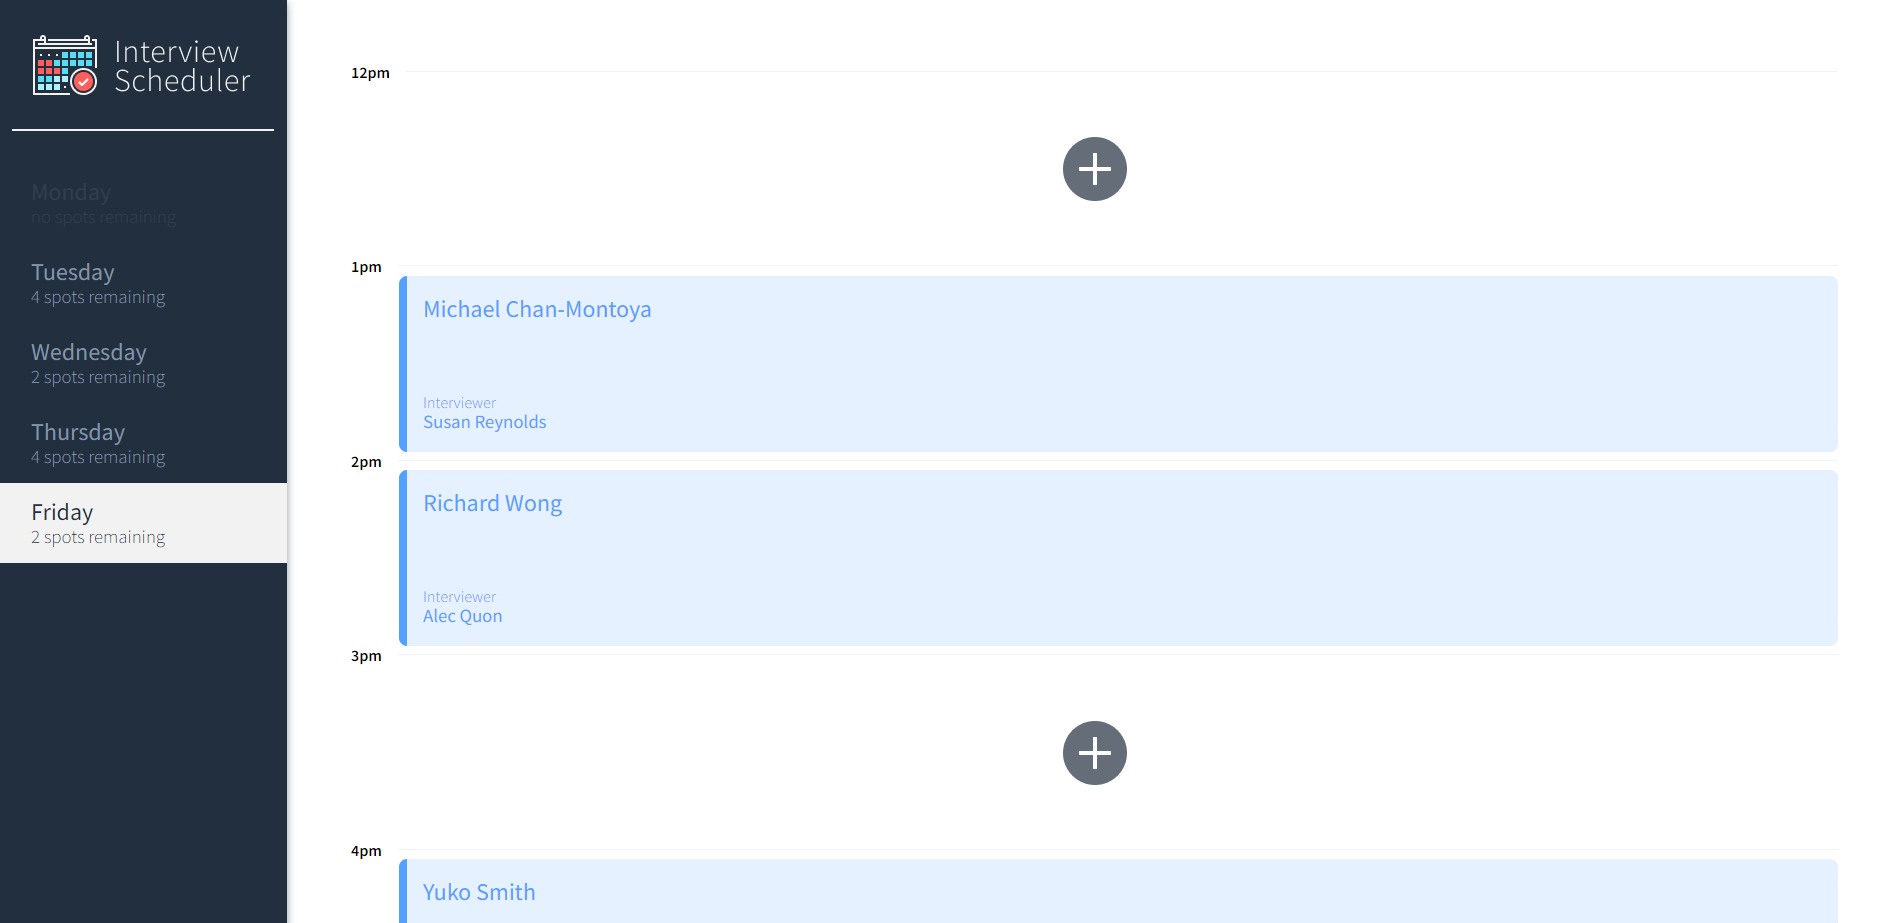 Interview
Scheduler
Monday
no spots remaining
Tuesday
4 spots remaining
Wednesday
2 spots remaining
Thursday
4 spots remaining
Friday
2 spots remaining
12pm
1pm
Michael Chan-Montoya
Interviewer
Susan Reynolds
2pm
Richard Wong
Interviewer
Alec Quon
3pm
4pm
Yuko Smith